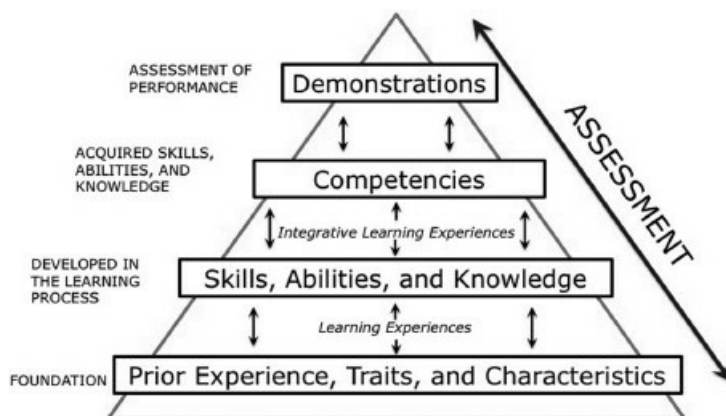 ASSESSMENT OF
PERFORMANCE
Demonstrations
ASSESSMENT
ACQUIRED SKILLS,
ABILITIES, AND
KNOWLEDGE
Competencies
Integrative Learning Experiences
DEVELOPED IN
THE LEARNING
PROCESS
Skills, Abilities, and Knowledge
Learning Experiences
FOUNDATION
Prior Experience, Traits, and Characteristics